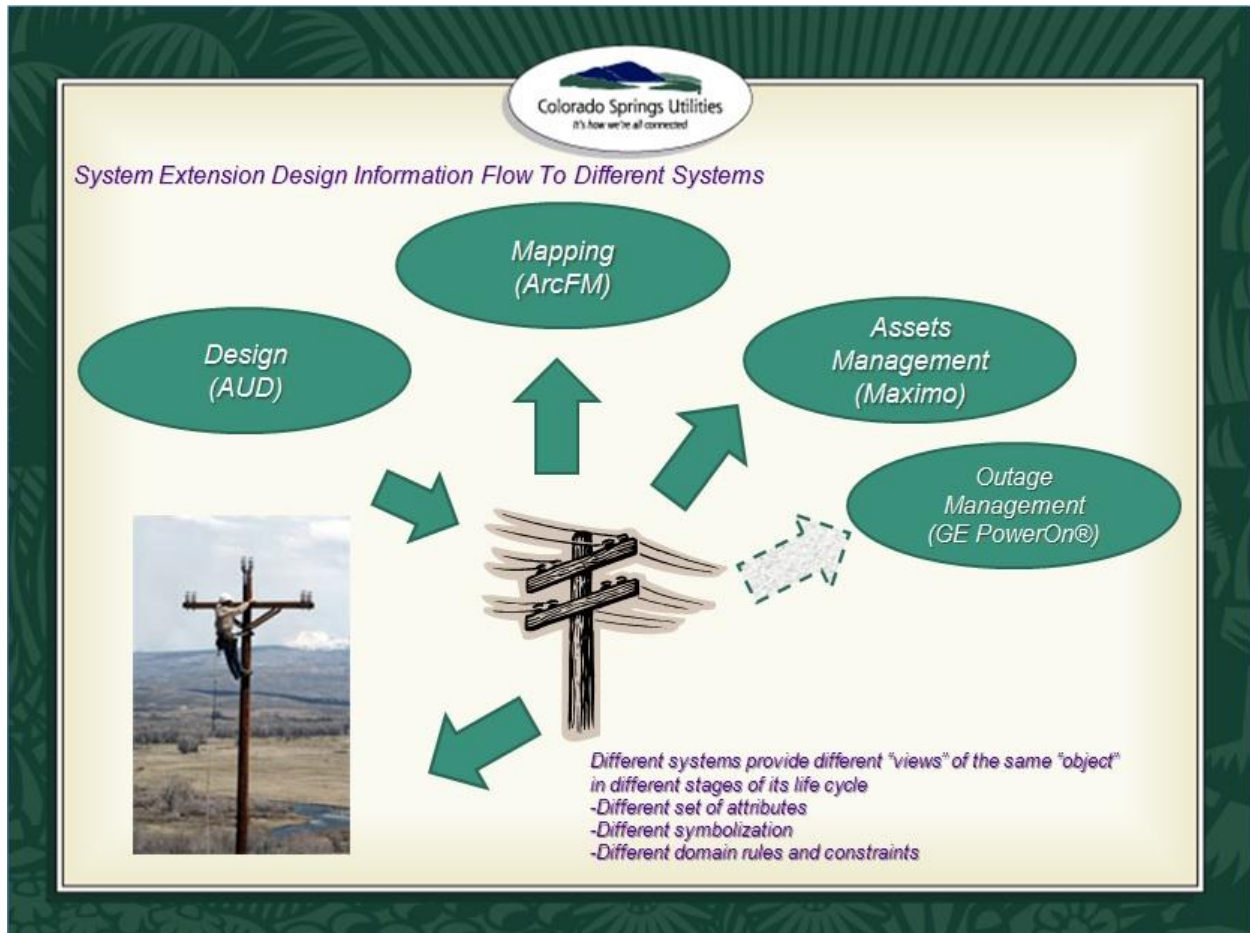 Colorado Springs Utilities
It's how we're all connected
System Extension Design Information Flow To Different Systems
Mapping
(ArcFM)
Design
(AUD)
Assets
Management
(Maximo)
Outage
Management
(GE PowerOn®)
Different systems provide different "views" of the same "object"
in different stages of its life cycle
-Different set of attributes
-Different symbolization
-Different domain rules and constraints